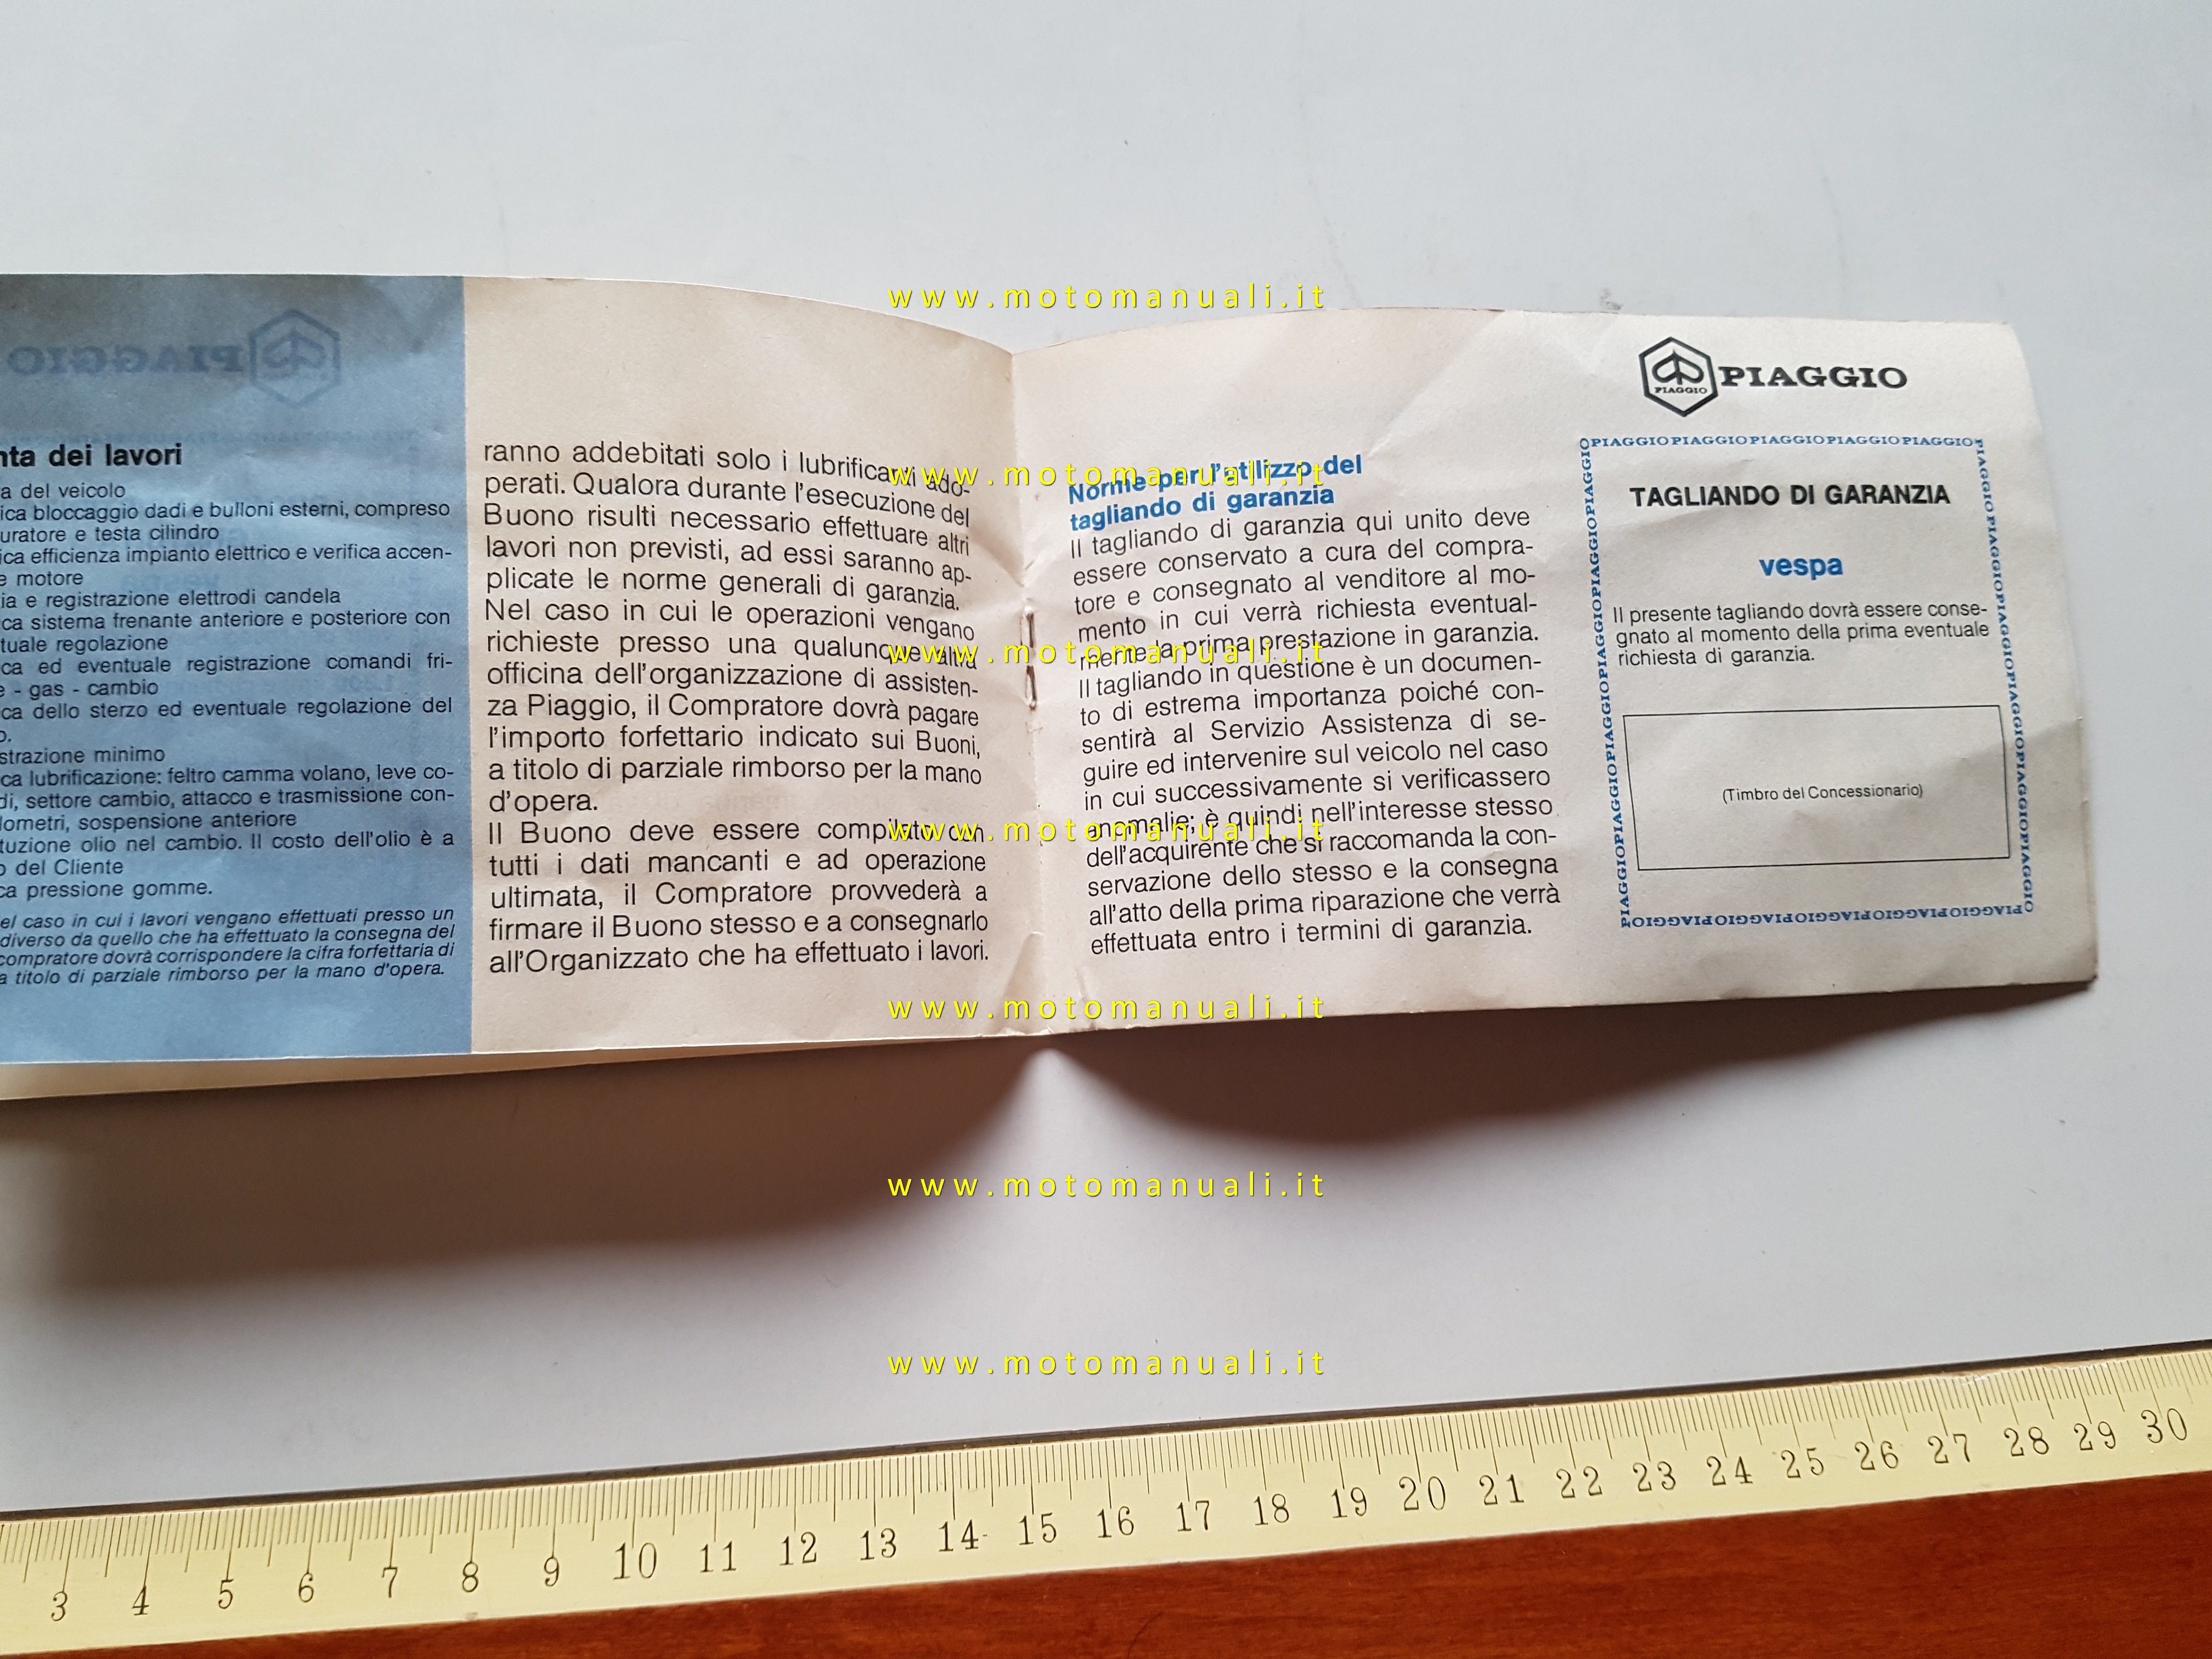 PIAGGIO
nta dei lavori
a del veicolo
ica bloccaggio dadi e bulloni esterni, compreso
uratore e testa cilindro
ica efficienza impianto elettrico e verifica accen-
e motore
ia e registrazione elettrodi candela
ca sistema frenante anteriore e posteriore con
tuale regolazione
ca ed eventuale registrazione comandi fri-
e - gas - cambio
ca dello sterzo ed eventuale regolazione del
o.
strazione minimo
ca lubrificazione: feltro camma volano, leve co-
di, settore cambio, attacco e trasmissione con-
lometri, sospensione anteriore
tuzione olio nel cambio. Il costo dell'olio è a
o del Cliente
ca pressione gomme.
el caso in cui i lavori vengano effettuati presso un
diverso da quello che ha effettuato la consegna del
compratore dovrà corrispondere la cifra forfettaria di
a titolo di parziale rimborso per la mano d'opera.
ranno addebitati solo i lubrificanti ado-
perati. Qualora durante l'esecuzione del
Buono risulti necessario effettuare altri
lavori non previsti, ad essi saranno ap-
plicate le norme generali di garanzia.
Nel caso in cui le operazioni vengano
richieste presso una qualunque altra
officina dell'organizzazione di assisten-
za Piaggio, il Compratore dovrà pagare
l'importo forfettario indicato sui Buoni,
a titolo di parziale rimborso per la mano
d'opera.
Il Buono deve essere compilato con
tutti i dati mancanti e ad operazione
ultimata, il Compratore provvederà a
firmare il Buono stesso e a consegnarlo
all'Organizzato che ha effettuato i lavori.
Norme per l'utilizzo del
tagliando di garanzia
Il tagliando di garanzia qui unito deve
essere conservato a cura del compra-
tore e consegnato al venditore al mo-
mento in cui verrà richiesta eventual-
mente la prima prestazione in garanzia.
Il tagliando in questione è un documen-
to di estrema importanza poiché con-
sentirà al Servizio Assistenza di se-
guire ed intervenire sul veicolo nel caso
in cui successivamente si verificassero
anomalie; è quindi nell'interesse stesso
dell'acquirente che si raccomanda la con-
servazione dello stesso e la consegna
all'atto della prima riparazione che verrà
effettuata entro i termini di garanzia.
PIAGGIO PIAGGIO
PIAGGIOPIAGGIOPIAGGIOPIAGGIOPIAGGIO
PIAGGIOPIAGGIOPIAGGIOPIAGGIOPIAGGIOPIAGGIO
TAGLIANDO DI GARANZIA
vespa
Il presente tagliando dovrà essere conse-
gnato al momento della prima eventuale
richiesta di garanzia.
(Timbro del Concessionario)
PIAGGIOPIAGGIOPIAGGIOPIAGGIOPIAGGIOPIAGGIO
PIAGGIOPIAGGIOPIAGGIOPIAGGIOPIAGGIO
www.motomanuali.it
www.motomanuali.it
www.motomanuali.it
www.motomanuali.it
www.motomanuali.it
www.motomanuali.it
www.motomanuali.it
3 4 5 6 7 8 9 10 11 12 13 14 15 16 17 18 19 20 21 22 23 24 25 26 27 28 29 30